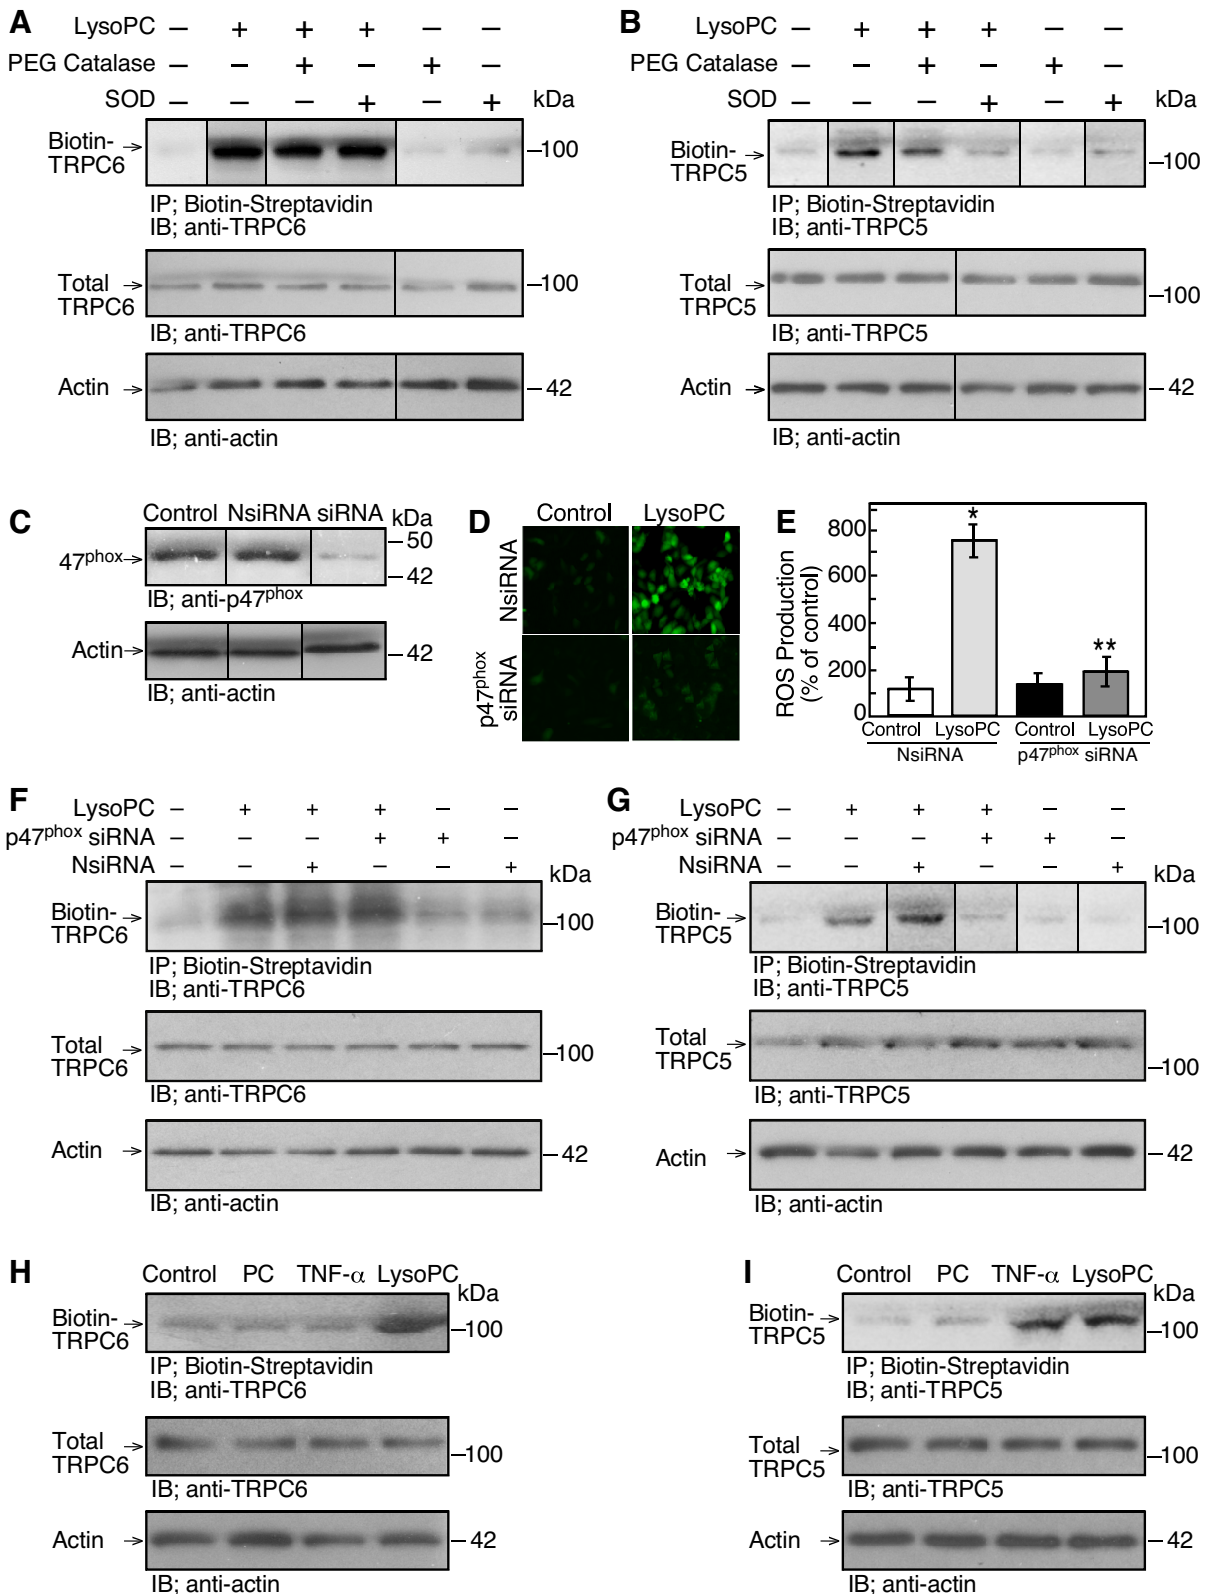 A
LysoPC − + + + − −
PEG Catalase − − + − + −
SOD − − − + − + kDa
Biotin-
TRPC6 → –100
IP; Biotin-Streptavidin
IB; anti-TRPC6
Total
TRPC6 → –100
IB; anti-TRPC6
Actin → – 42
IB; anti-actin
B
LysoPC − + + + − −
PEG Catalase − − + − + −
SOD − − − + − + kDa
Biotin-
TRPC5 → –100
IP; Biotin-Streptavidin
IB; anti-TRPC5
Total
TRPC5 → –100
IB; anti-TRPC5
Actin → – 42
IB; anti-actin
C
Control NsiRNA siRNA kDa
– 50
47phox→
– 42
IB; anti-p47phox
Actin→ – 42
IB; anti-actin
D
Control LysoPC
NsiRNA
p47phox
siRNA
E
ROS Production
(% of control)
800
600
400
200
0
*
**
Control LysoPC Control LysoPC
NsiRNA p47phox siRNA
F
LysoPC − + + + − −
p47phox siRNA − − − + + −
NsiRNA − − + − − +
kDa
Biotin-
TRPC6 → –100
IP; Biotin-Streptavidin
IB; anti-TRPC6
Total
TRPC6 → –100
IB; anti-TRPC6
Actin → – 42
IB; anti-actin
G
LysoPC − + + + − −
p47phox siRNA − − − + + −
NsiRNA − − + − − +
kDa
Biotin-
TRPC5 → –100
IP; Biotin-Streptavidin
IB; anti-TRPC5
Total
TRPC5 → –100
IB; anti-TRPC5
Actin → – 42
IB; anti-actin
H
Control PC TNF-α LysoPC
kDa
Biotin-
TRPC6 → –100
IP; Biotin-Streptavidin
IB; anti-TRPC6
Total
TRPC6 → –100
IB; anti-TRPC6
Actin → – 42
IB; anti-actin
I
Control PC TNF-α LysoPC
kDa
Biotin-
TRPC5 → –100
IP; Biotin-Streptavidin
IB; anti-TRPC5
Total
TRPC5 → –100
IB; anti-TRPC5
Actin → – 42
IB; anti-actin